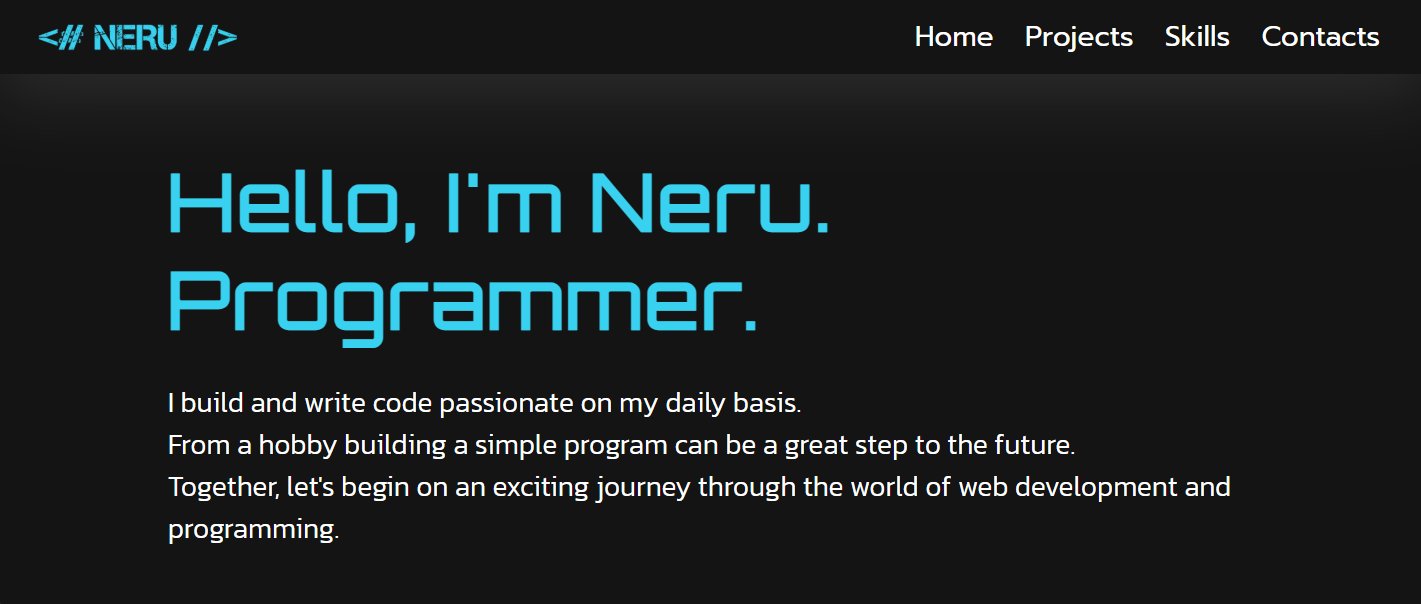 <# NERU //>
Home Projects Skills Contacts
Hello, I'm Neru.
Programmer.
I build and write code passionate on my daily basis.
From a hobby building a simple program can be a great step to the future.
Together, let's begin on an exciting journey through the world of web development and
programming.